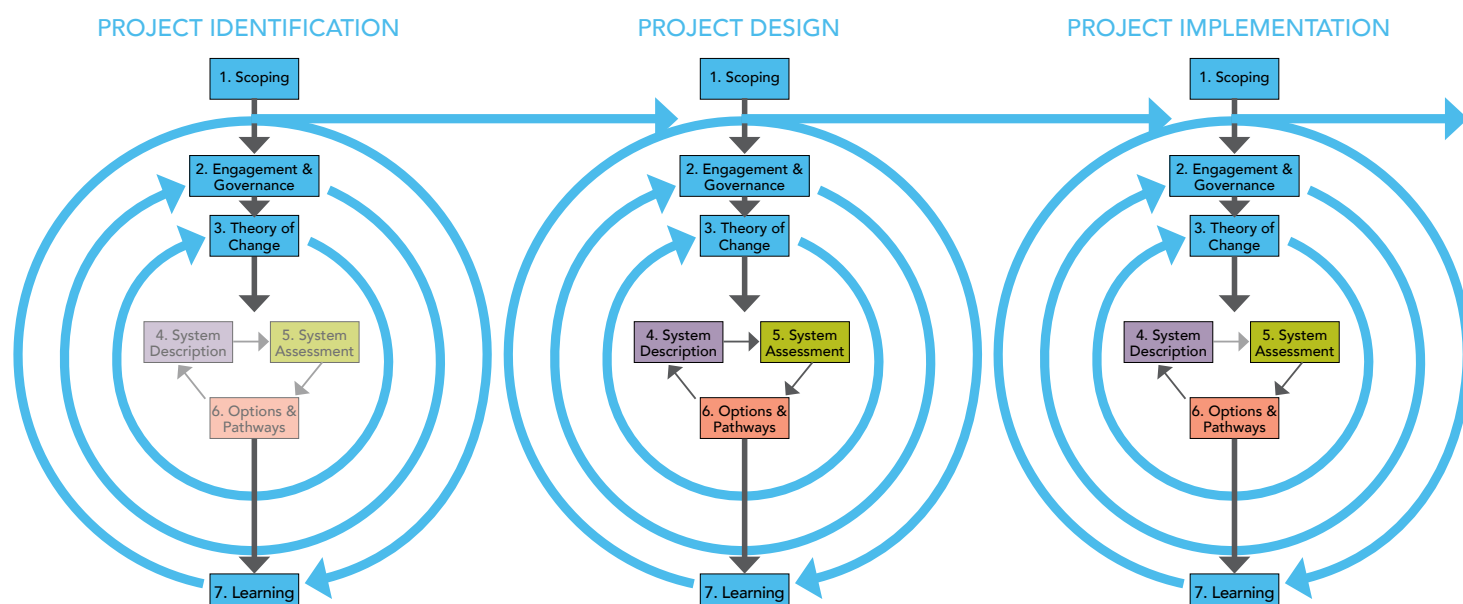 PROJECT IDENTIFICATION
1. Scoping
2. Engagement &
Governance
3. Theory of
Change
4. System
Description
5. System
Assessment
6. Options &
Pathways
7. Learning
PROJECT DESIGN
1. Scoping
2. Engagement &
Governance
3. Theory of
Change
4. System
Description
5. System
Assessment
6. Options &
Pathways
7. Learning
PROJECT IMPLEMENTATION
1. Scoping
2. Engagement &
Governance
3. Theory of
Change
4. System
Description
5. System
Assessment
6. Options &
Pathways
7. Learning